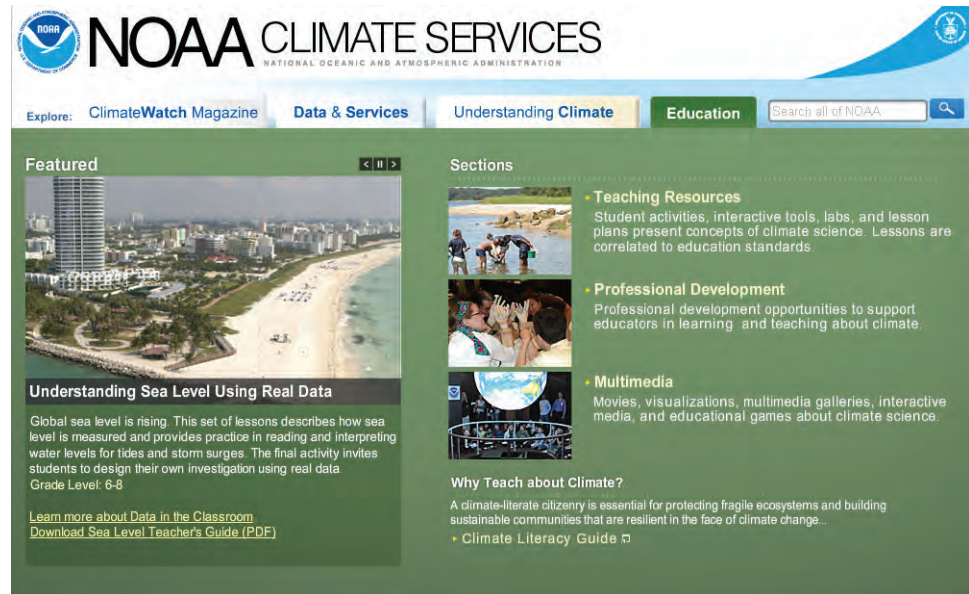 NOAA
NOAA CLIMATE SERVICES
NATIONAL OCEANIC AND ATMOSPHERIC ADMINISTRATION
Explore: ClimateWatch Magazine Data & Services Understanding Climate Education Search all of NOAA
Featured
Understanding Sea Level Using Real Data
Global sea level is rising. This set of lessons describes how sea
level is measured and provides practice in reading and interpreting
water levels for tides and storm surges. The final activity invites
students to design their own investigation using real data.
Grade Level: 6-8
Learn more about Data in the Classroom
Download Sea Level Teacher's Guide (PDF)
Sections
Teaching Resources
Student activities, interactive tools, labs, and lesson
plans present concepts of climate science. Lessons are
correlated to education standards.
Professional Development
Professional development opportunities to support
educators in learning and teaching about climate.
Multimedia
Movies, visualizations, multimedia galleries, interactive
media, and educational games about climate science.
Why Teach about Climate?
A climate-literate citizenry is essential for protecting fragile ecosystems and building
sustainable communities that are resilient in the face of climate change...
Climate Literacy Guide